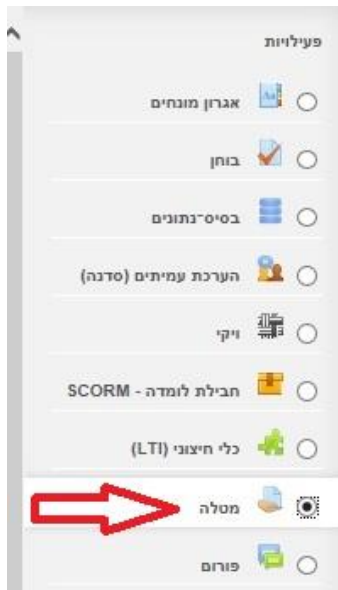 פעילויות
אגרון מונחים
בוחן
בסיס־נתונים
הערכת עמיתים (סדנה)
ויקי
חבילת לומדה - SCORM
כלי חיצוני (LTI)
מטלה
פורום